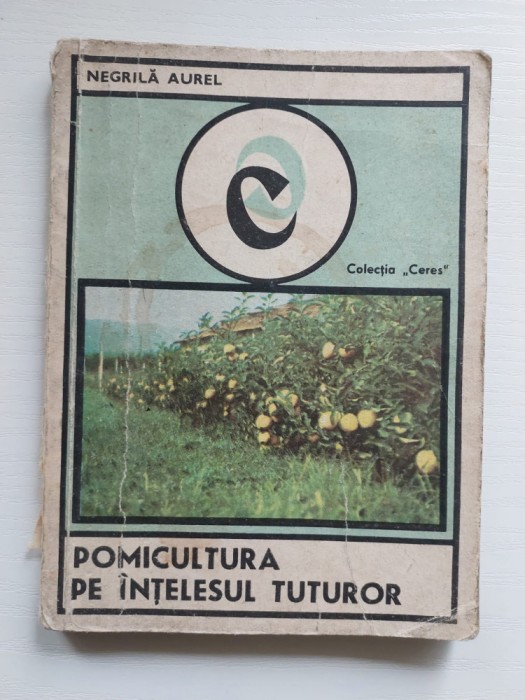 NEGRILĂ AUREL
C
Colecția „Ceres"
POMICULTURA
PE ÎNȚELESUL TUTUROR